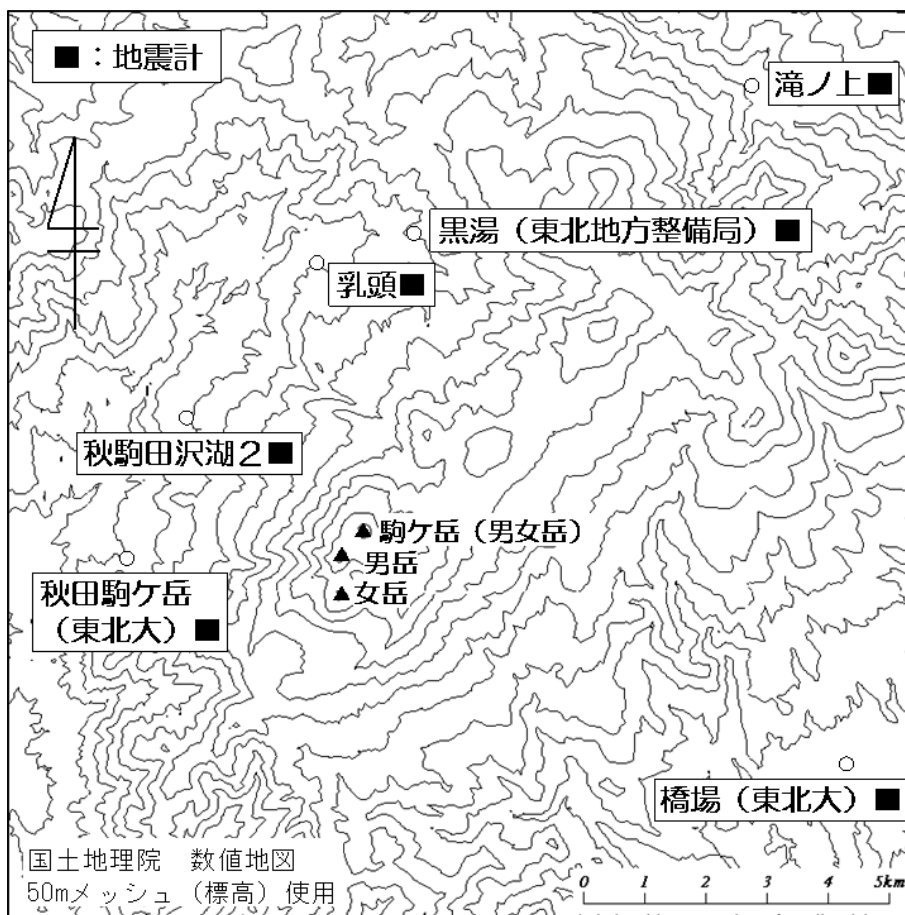 ■：地震計
滝ノ上■
黒湯（東北地方整備局）■
乳頭■
秋駒田沢湖２■
駒ケ岳（男女岳）
男岳
女岳
秋田駒ケ岳
（東北大）■
橋場（東北大）■
国土地理院　数値地図
50mメッシュ（標高）使用
0 1 2 3 4 5km